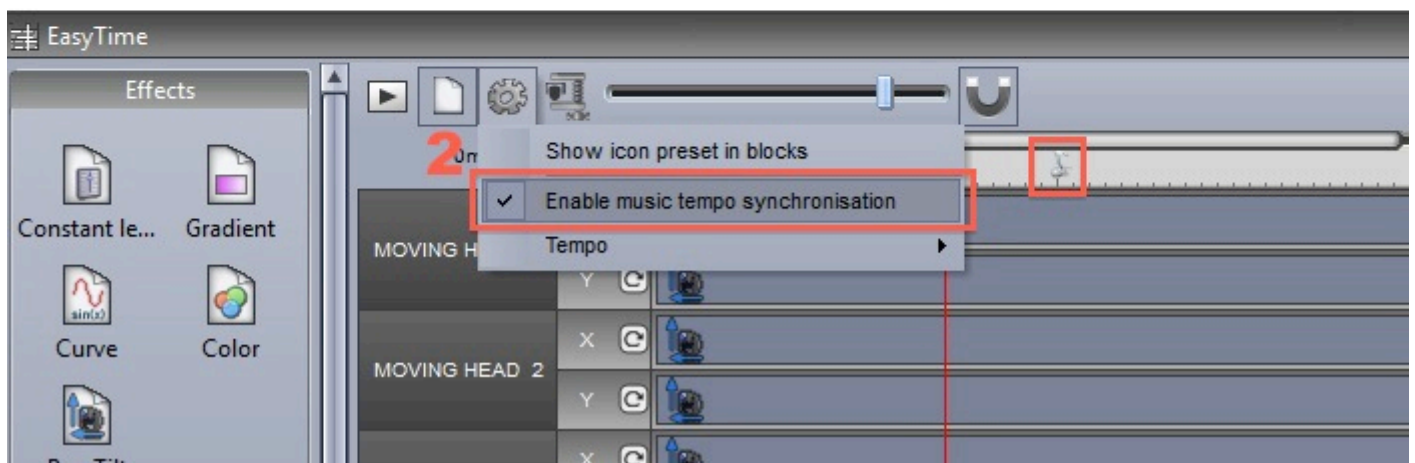 EasyTime
Effects
Constant le...
Gradient
sin(x)
Curve
Color
2
Show icon preset in blocks
Enable music tempo synchronisation
Tempo
MOVING H
Y
X
MOVING HEAD 2
Y
X